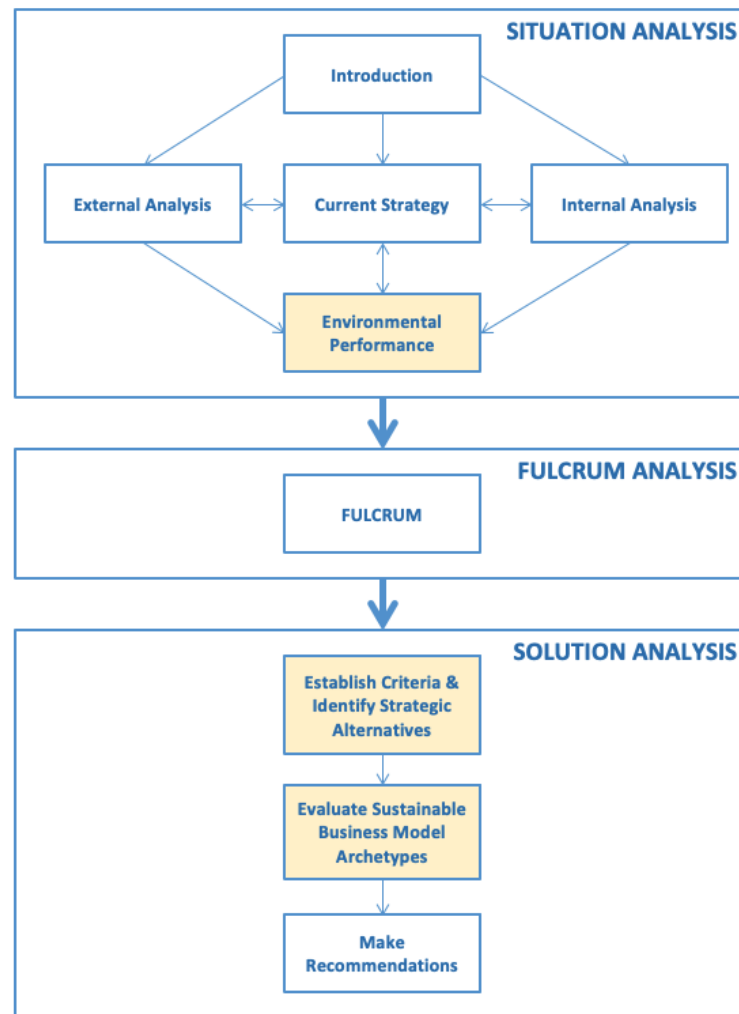 SITUATION ANALYSIS
Introduction
External Analysis
Current Strategy
Internal Analysis
Environmental
Performance
FULCRUM ANALYSIS
FULCRUM
SOLUTION ANALYSIS
Establish Criteria &
Identify Strategic
Alternatives
Evaluate Sustainable
Business Model
Archetypes
Make
Recommendations